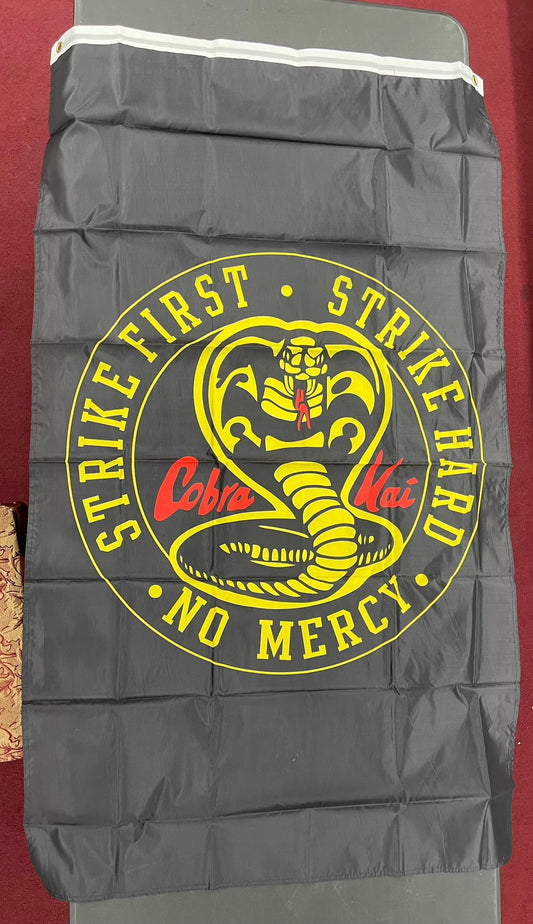 STRIKE FIRST • STRIKE HARD
• NO MERCY •
Cobra Kai